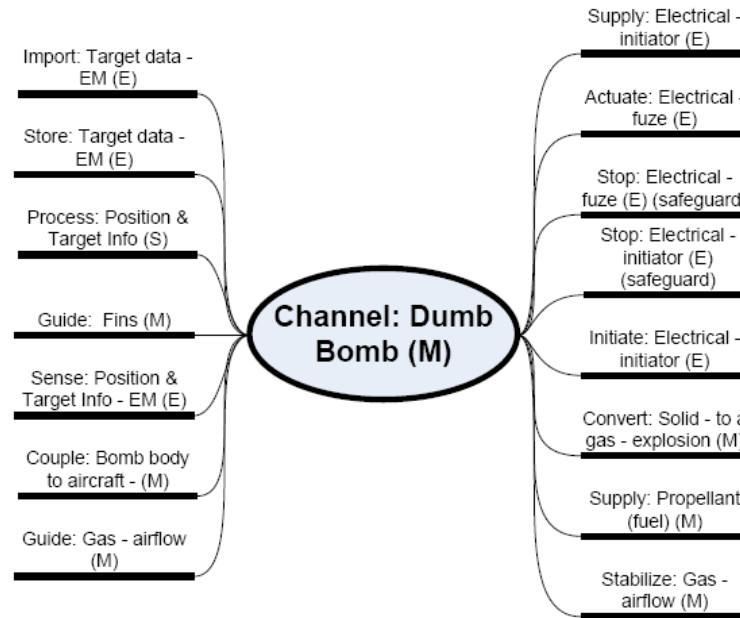 Import: Target data -
EM (E)
Store: Target data -
EM (E)
Process: Position &
Target Info (S)
Guide:  Fins (M)
Sense: Position &
Target Info - EM (E)
Couple: Bomb body
to aircraft - (M)
Guide: Gas - airflow
(M)
Channel: Dumb
Bomb (M)
Supply: Electrical -
initiator (E)
Actuate: Electrical -
fuze (E)
Stop: Electrical -
fuze (E) (safeguard
Stop: Electrical -
initiator (E)
(safeguard)
Initiate: Electrical -
initiator (E)
Convert: Solid - to a
gas - explosion (M)
Supply: Propellant
(fuel) (M)
Stabilize: Gas -
airflow (M)